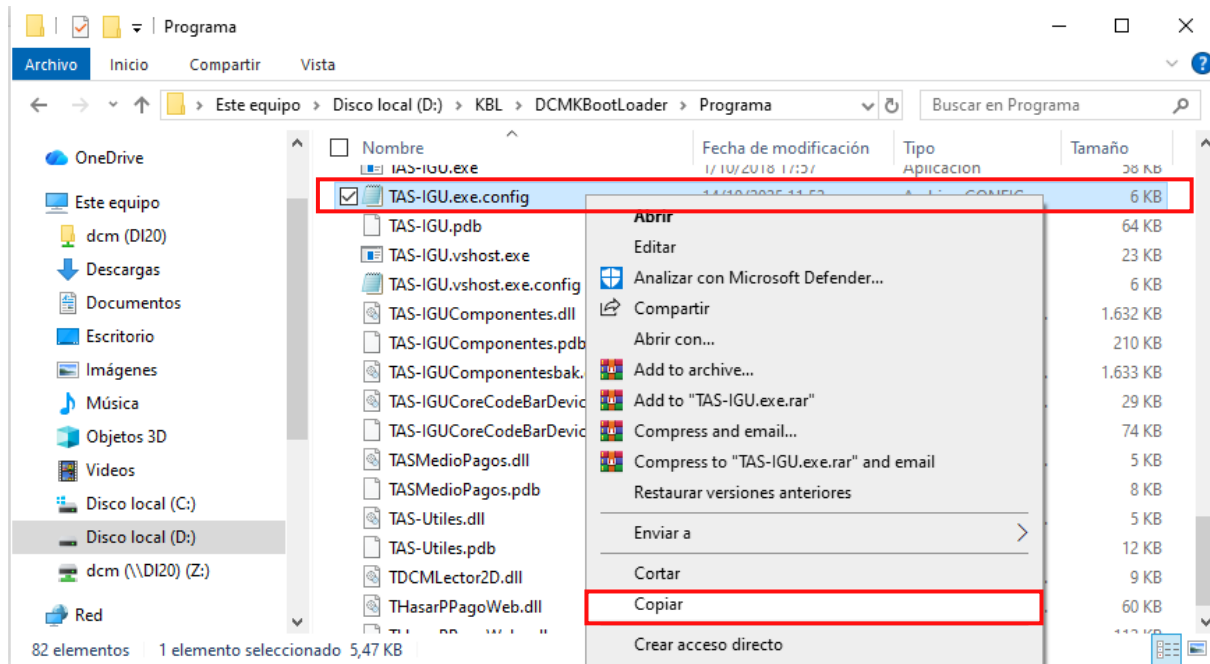 Programa
Archivo Inicio Compartir Vista
Este equipo > Disco local (D:) > KBL > DCMKBootLoader > Programa
Buscar en Programa
OneDrive
Este equipo
dcm (DI20)
Descargas
Documentos
Escritorio
Imágenes
Música
Objetos 3D
Videos
Disco local (C:)
Disco local (D:)
dcm (\\DI20) (Z:)
Red
Nombre Fecha de modificación Tipo Tamaño
TAS-IGU.exe 1/10/2018 17:57 Aplicación 58 KB
TAS-IGU.exe.config 6 KB
TAS-IGU.pdb 64 KB
TAS-IGU.vshost.exe 23 KB
TAS-IGU.vshost.exe.config 6 KB
TAS-IGUComponentes.dll 1.632 KB
TAS-IGUComponentes.pdb 210 KB
TAS-IGUComponentesbak. 1.633 KB
TAS-IGUCoreCodeBarDevic 29 KB
TAS-IGUCoreCodeBarDevic 74 KB
TASMedioPagos.dll 5 KB
TASMedioPagos.pdb 8 KB
TAS-Utiles.dll 5 KB
TAS-Utiles.pdb 12 KB
TDCMLector2D.dll 9 KB
THasarPPagoWeb.dll 60 KB
Abrir
Editar
Analizar con Microsoft Defender...
Compartir
Abrir con...
Add to archive...
Add to "TAS-IGU.exe.rar"
Compress and email...
Compress to "TAS-IGU.exe.rar" and email
Restaurar versiones anteriores
Enviar a
Cortar
Copiar
Crear acceso directo
82 elementos 1 elemento seleccionado 5,47 KB